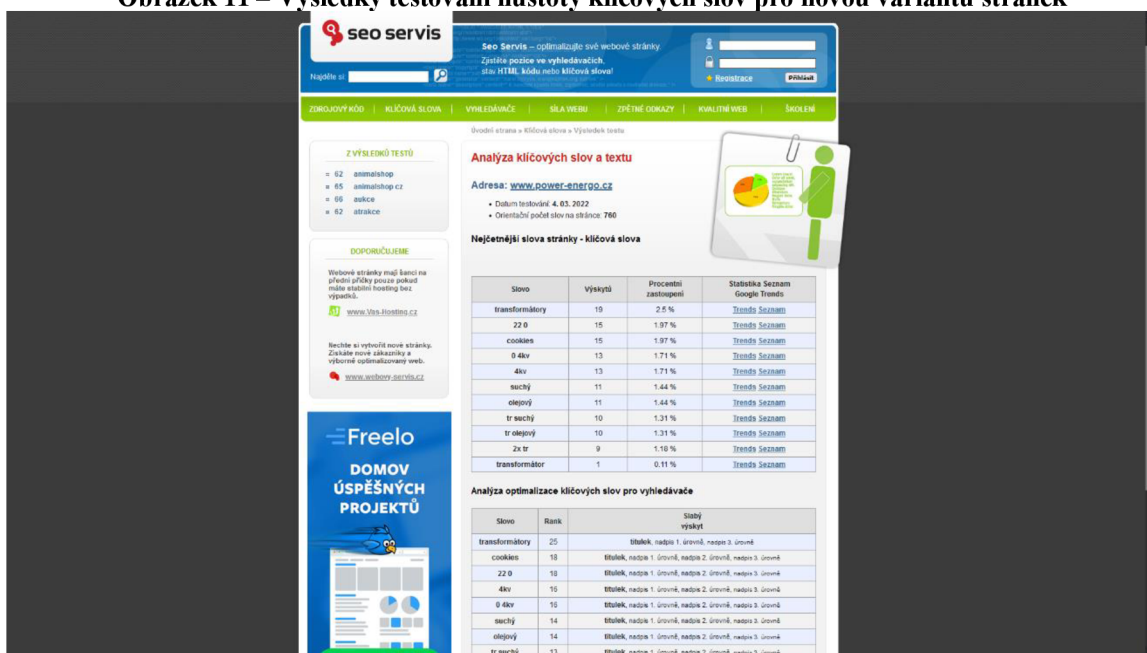 Obrázek 11 – Výsledky testování hustoty klíčových slov pro novou variantu stránek
seo servis
Najděte si
Seo Servis – optimalizujte své webové stránky.
Zjistěte pozice ve vyhledávačích,
stav HTML kódu nebo klíčová slova!
Registrace
Přihlásit
ZDROJOVÝ KÓD | KLÍČOVÁ SLOVA | VYHLEDÁVAČE | SÍLA WEBU | ZPĚTNÉ ODKAZY | KVALITNÍ WEB | ŠKOLENÍ
Z VÝSLEDKŮ TESTŮ
62 animalshop
65 animalshop cz
66 aukce
62 atrakce
DOPORUČUJEME
Webové stránky mají šanci na
přední příčky pouze pokud
máte stabilní hosting bez
výpadků.
www.Vas-Hosting.cz
Nechte si vytvořit nové stránky.
Získáte nové zákazníky a
výborně optimalizovaný web.
www.webovy-servis.cz
Freelo
DOMOV
ÚSPĚŠNÝCH
PROJEKTŮ
Úvodní strana » Klíčová slova » Výsledek testu
Analýza klíčových slov a textu
Adresa: www.power-energo.cz
• Datum testování: 4. 03. 2022
• Orientační počet slov na stránce: 760
Nejčetnější slova stránky - klíčová slova
Slovo Výskytů Procentní zastoupení Statistika Seznam Google Trends
transformátory 19 2.5 % Trends Seznam
22 0 15 1.97 % Trends Seznam
cookies 15 1.97 % Trends Seznam
0 4kv 13 1.71 % Trends Seznam
4kv 13 1.71 % Trends Seznam
suchý 11 1.44 % Trends Seznam
olejový 11 1.44 % Trends Seznam
tr suchý 10 1.31 % Trends Seznam
tr olejový 10 1.31 % Trends Seznam
2x tr 9 1.18 % Trends Seznam
transformátor 1 0.11 % Trends Seznam
Analýza optimalizace klíčových slov pro vyhledávače
Slovo Rank Slabý výskyt
transformátory 25 titulek, nadpis 1. úrovně, nadpis 3. úrovně
cookies 18 titulek, nadpis 1. úrovně, nadpis 2. úrovně, nadpis 3. úrovně
22 0 18 titulek, nadpis 1. úrovně, nadpis 2. úrovně, nadpis 3. úrovně
4kv 16 titulek, nadpis 1. úrovně, nadpis 2. úrovně, nadpis 3. úrovně
0 4kv 16 titulek, nadpis 1. úrovně, nadpis 2. úrovně, nadpis 3. úrovně
suchý 14 titulek, nadpis 1. úrovně, nadpis 2. úrovně, nadpis 3. úrovně
olejový 14 titulek, nadpis 1. úrovně, nadpis 2. úrovně, nadpis 3. úrovně
tr suchý 13 titulek, nadpis 1. úrovně, nadpis 2. úrovně, nadpis 3. úrovně